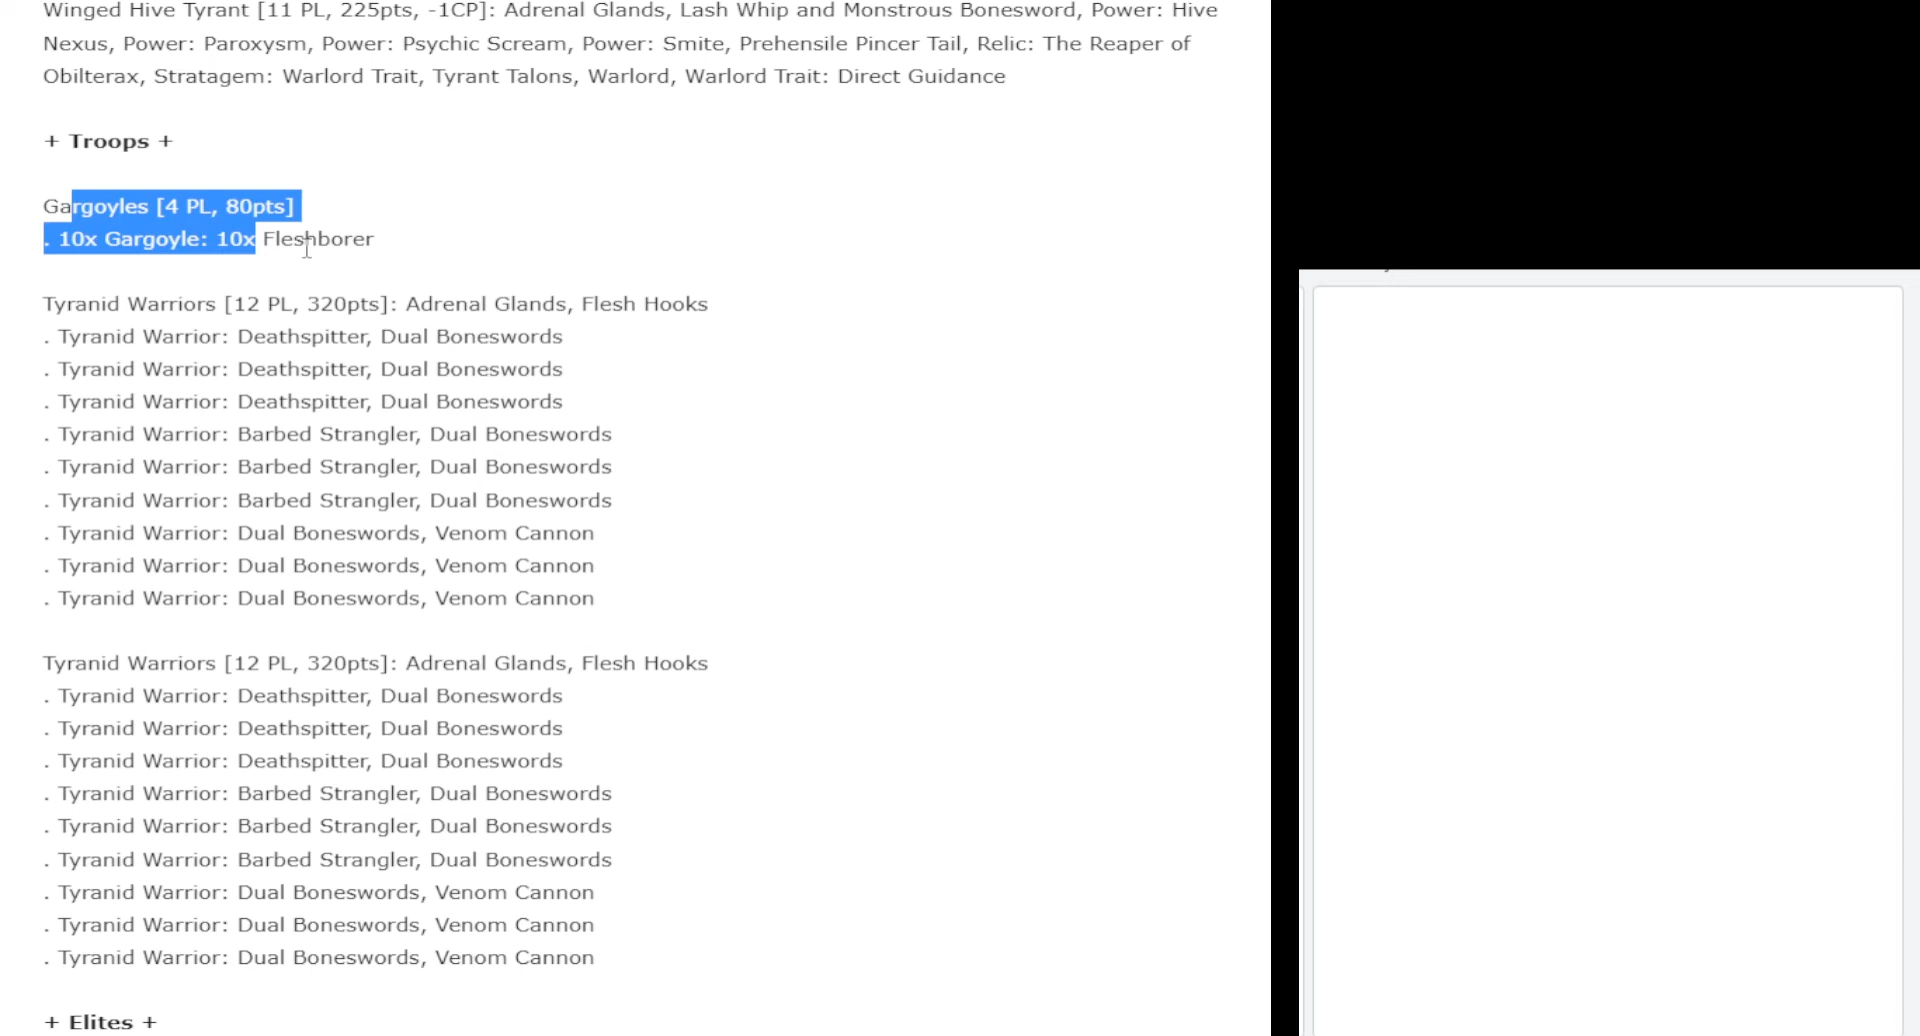 Winged Hive Tyrant [11 PL, 225pts, -1CP]: Adrenal Glands, Lash Whip and Monstrous Bonesword, Power: Hive
Nexus, Power: Paroxysm, Power: Psychic Scream, Power: Smite, Prehensile Pincer Tail, Relic: The Reaper of
Obilterax, Stratagem: Warlord Trait, Tyrant Talons, Warlord, Warlord Trait: Direct Guidance
+ Troops +
Gargoyles [4 PL, 80pts]
. 10x Gargoyle: 10x Fleshborer
Tyranid Warriors [12 PL, 320pts]: Adrenal Glands, Flesh Hooks
. Tyranid Warrior: Deathspitter, Dual Boneswords
. Tyranid Warrior: Deathspitter, Dual Boneswords
. Tyranid Warrior: Deathspitter, Dual Boneswords
. Tyranid Warrior: Barbed Strangler, Dual Boneswords
. Tyranid Warrior: Barbed Strangler, Dual Boneswords
. Tyranid Warrior: Barbed Strangler, Dual Boneswords
. Tyranid Warrior: Dual Boneswords, Venom Cannon
. Tyranid Warrior: Dual Boneswords, Venom Cannon
. Tyranid Warrior: Dual Boneswords, Venom Cannon
Tyranid Warriors [12 PL, 320pts]: Adrenal Glands, Flesh Hooks
. Tyranid Warrior: Deathspitter, Dual Boneswords
. Tyranid Warrior: Deathspitter, Dual Boneswords
. Tyranid Warrior: Deathspitter, Dual Boneswords
. Tyranid Warrior: Barbed Strangler, Dual Boneswords
. Tyranid Warrior: Barbed Strangler, Dual Boneswords
. Tyranid Warrior: Barbed Strangler, Dual Boneswords
. Tyranid Warrior: Dual Boneswords, Venom Cannon
. Tyranid Warrior: Dual Boneswords, Venom Cannon
. Tyranid Warrior: Dual Boneswords, Venom Cannon
+ Elites +